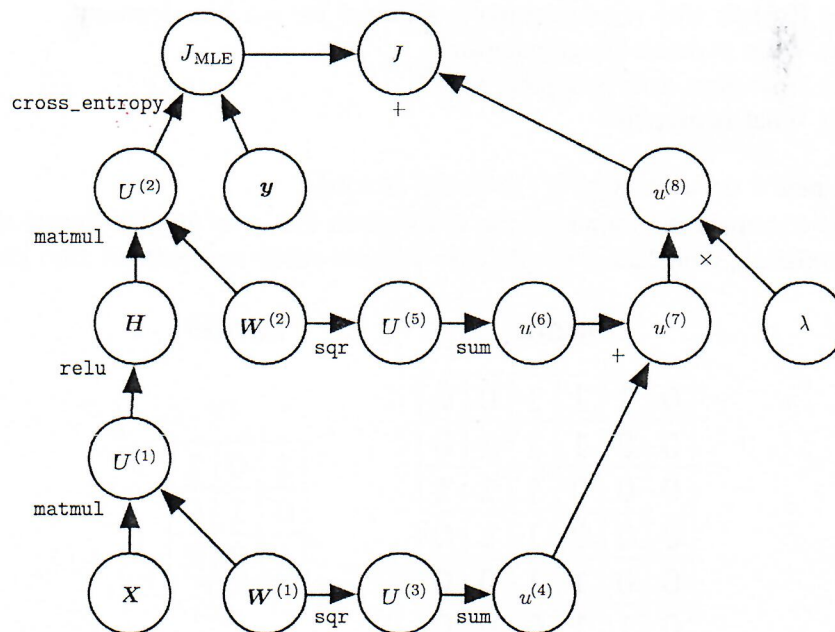 J_MLE J
cross_entropy +
U^(2) y u^(8)
matmul ×
H W^(2) U^(5) u^(6) u^(7) λ
relu sqr sum +
U^(1)
matmul
X W^(1) U^(3) u^(4)
sqr sum